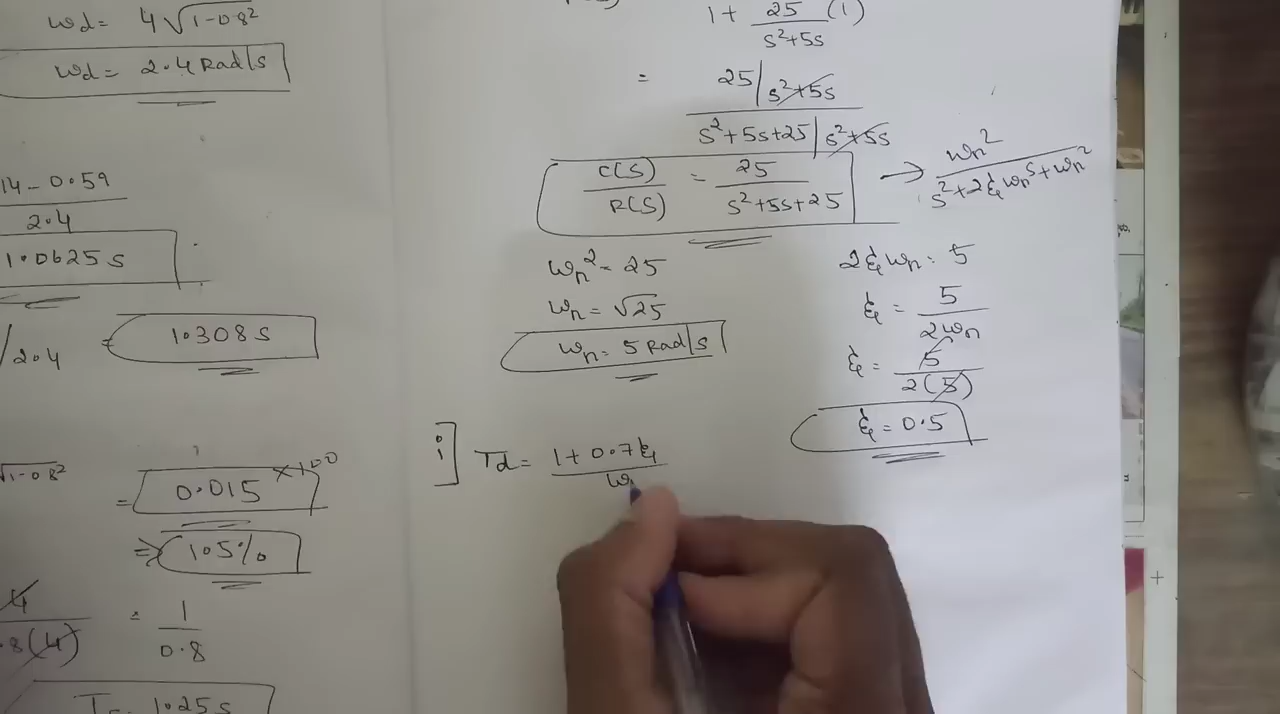 ωd = 4√1-0.8²
ωd = 2.4 Rad/s
14 - 0.59
2.4
1.0625 s
/2.4 = 1.308 s
√1-0.8²
= 0.015 ×100
⇒ 1.5%
4
.8(4)
= 1
0.8
1.25 s
1 + 25 (1)
s²+5s
= 25/s²+5s
s²+5s+25/s²+5s
C(S) = 25 → ωn²
R(S) s²+5s+25 s²+2ξωns+ωn²
ωn² = 25
ωn = √25
ωn = 5 Rad/s
2ξωn = 5
ξ = 5
2ωn
ξ = 5
2(5)
ξ = 0.5
i] Td = 1+0.7ξ
ω